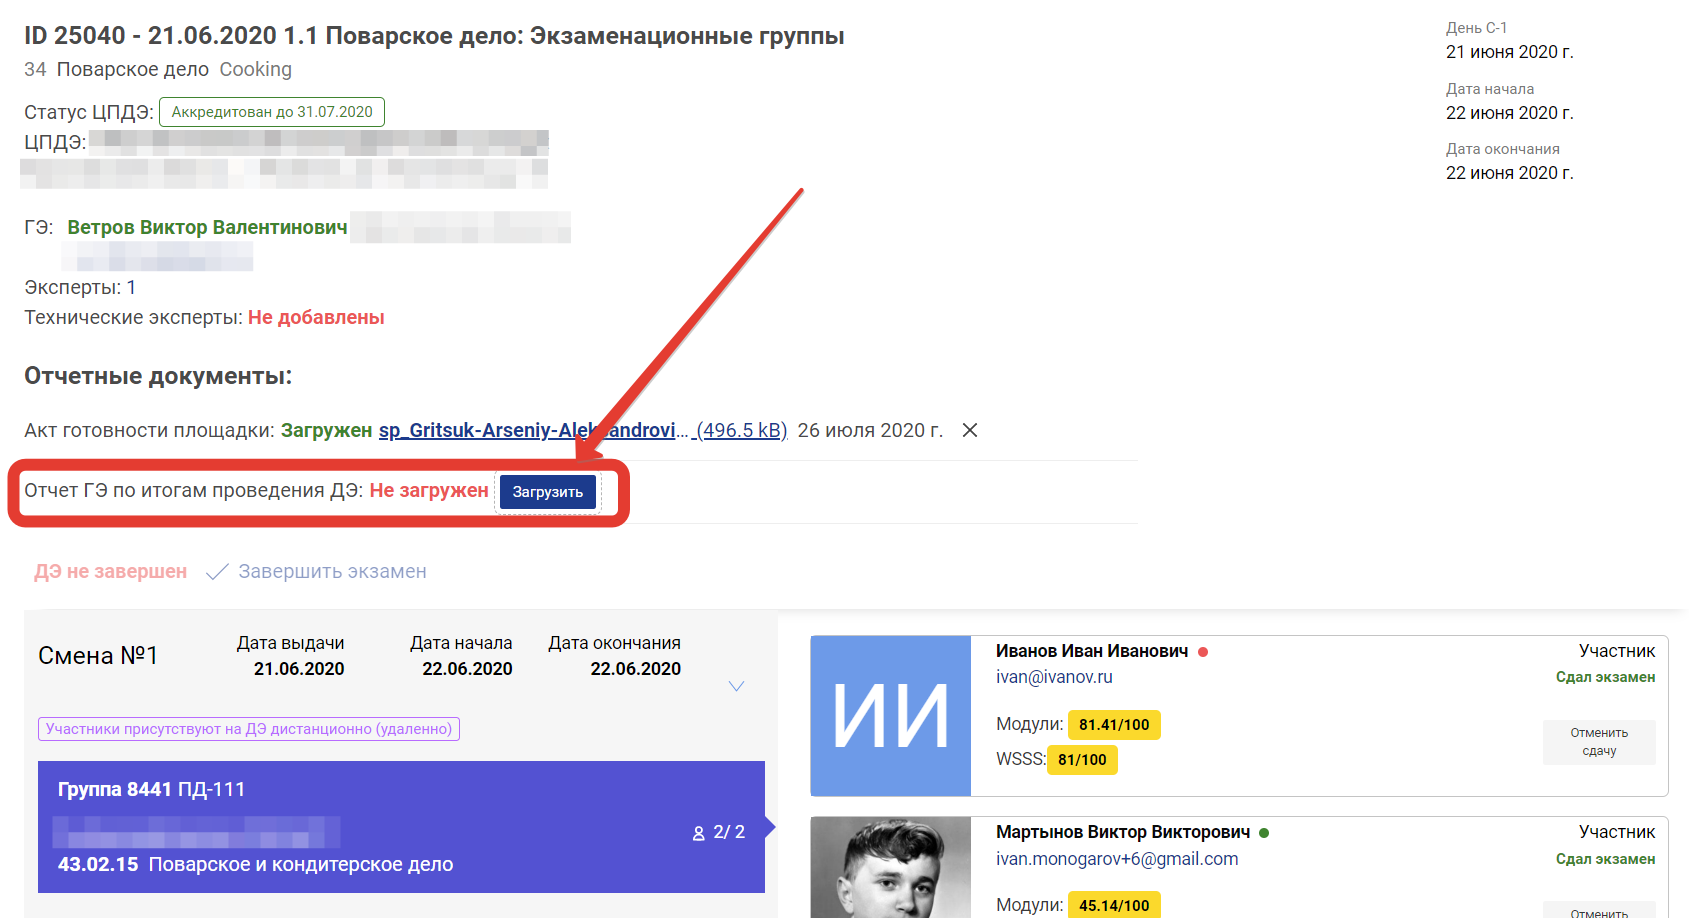 ID 25040 - 21.06.2020 1.1 Поварское дело: Экзаменационные группы
34 Поварское дело Cooking
Статус ЦПДЭ: Аккредитован до 31.07.2020
ЦПДЭ:
ГЭ: Ветров Виктор Валентинович
Эксперты: 1
Технические эксперты: Не добавлены
День С-1
21 июня 2020 г.
Дата начала
22 июня 2020 г.
Дата окончания
22 июня 2020 г.
Отчетные документы:
Акт готовности площадки: Загружен sp_Gritsuk-Arseniy-Aleksandrovi... (496.5 kB) 26 июля 2020 г.
Отчет ГЭ по итогам проведения ДЭ: Не загружен Загрузить
ДЭ не завершен Завершить экзамен
Смена №1
Дата выдачи
21.06.2020
Дата начала
22.06.2020
Дата окончания
22.06.2020
Участники присутствуют на ДЭ дистанционно (удаленно)
Группа 8441 ПД-111
2/ 2
43.02.15 Поварское и кондитерское дело
ИИ
Иванов Иван Иванович
ivan@ivanov.ru
Модули: 81.41/100
WSSS: 81/100
Участник
Сдал экзамен
Отменить
сдачу
Мартынов Виктор Викторович
ivan.monogarov+6@gmail.com
Модули: 45.14/100
Участник
Сдал экзамен
Отменить